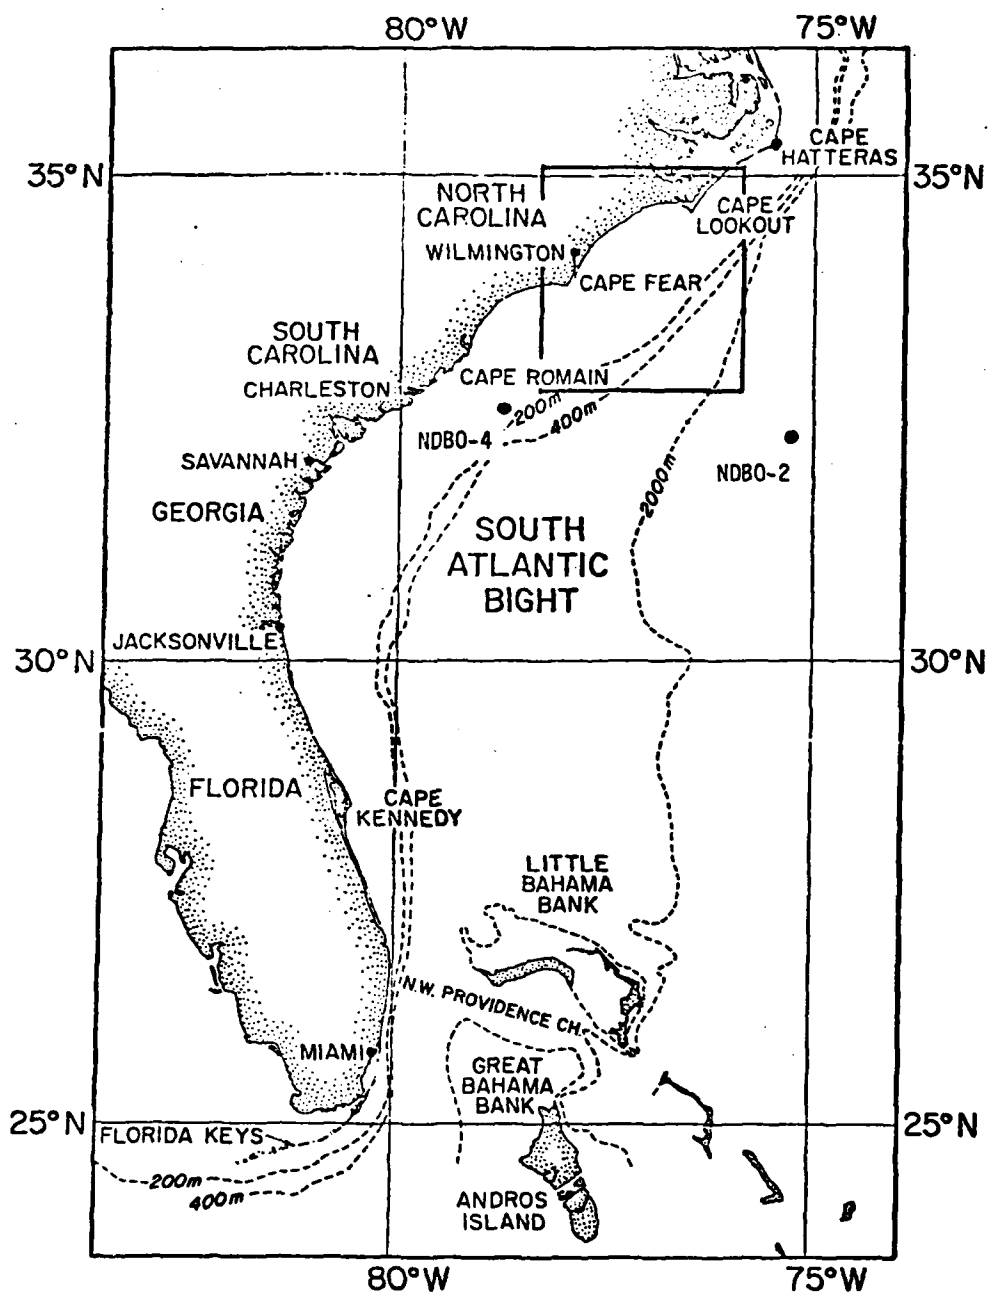 80°W
75°W
CAPE
HATTERAS
35°N
35°N
NORTH
CAROLINA
CAPE
LOOKOUT
WILMINGTON
CAPE FEAR
SOUTH
CAROLINA
CHARLESTON
CAPE ROMAIN
200m
400m
NDBO-4
SAVANNAH
NDBO-2
2000m
GEORGIA
SOUTH
ATLANTIC
BIGHT
JACKSONVILLE
30°N
30°N
FLORIDA
CAPE
KENNEDY
LITTLE
BAHAMA
BANK
N.W. PROVIDENCE CH.
MIAMI
GREAT
BAHAMA
BANK
25°N
25°N
FLORIDA KEYS
200m
400m
ANDROS
ISLAND
80°W
75°W